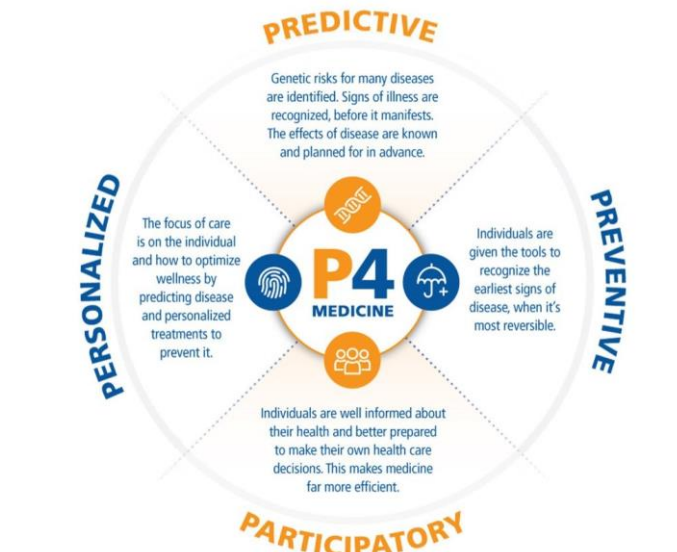 PREDICTIVE
Genetic risks for many diseases
are identified. Signs of illness are
recognized, before it manifests.
The effects of disease are known
and planned for in advance.
PERSONALIZED
The focus of care
is on the individual
and how to optimize
wellness by
predicting disease
and personalized
treatments to
prevent it.
P4
MEDICINE
Individuals are
given the tools to
recognize the
earliest signs of
disease, when it's
most reversible.
PREVENTIVE
Individuals are well informed about
their health and better prepared
to make their own health care
decisions. This makes medicine
far more efficient.
PARTICIPATORY